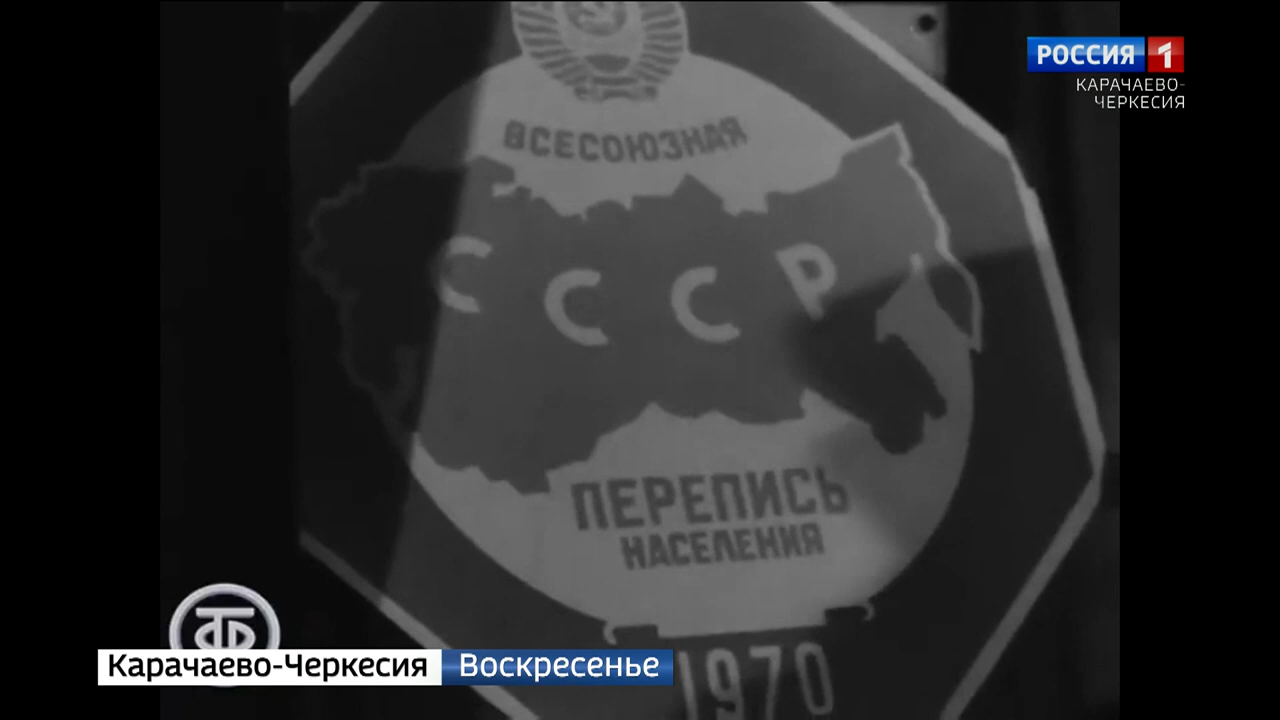 РОССИЯ 1
КАРАЧАЕВО-
ЧЕРКЕСИЯ
ВСЕСОЮЗНАЯ
СССР
ПЕРЕПИСЬ
НАСЕЛЕНИЯ
1970
Карачаево-Черкесия Воскресенье